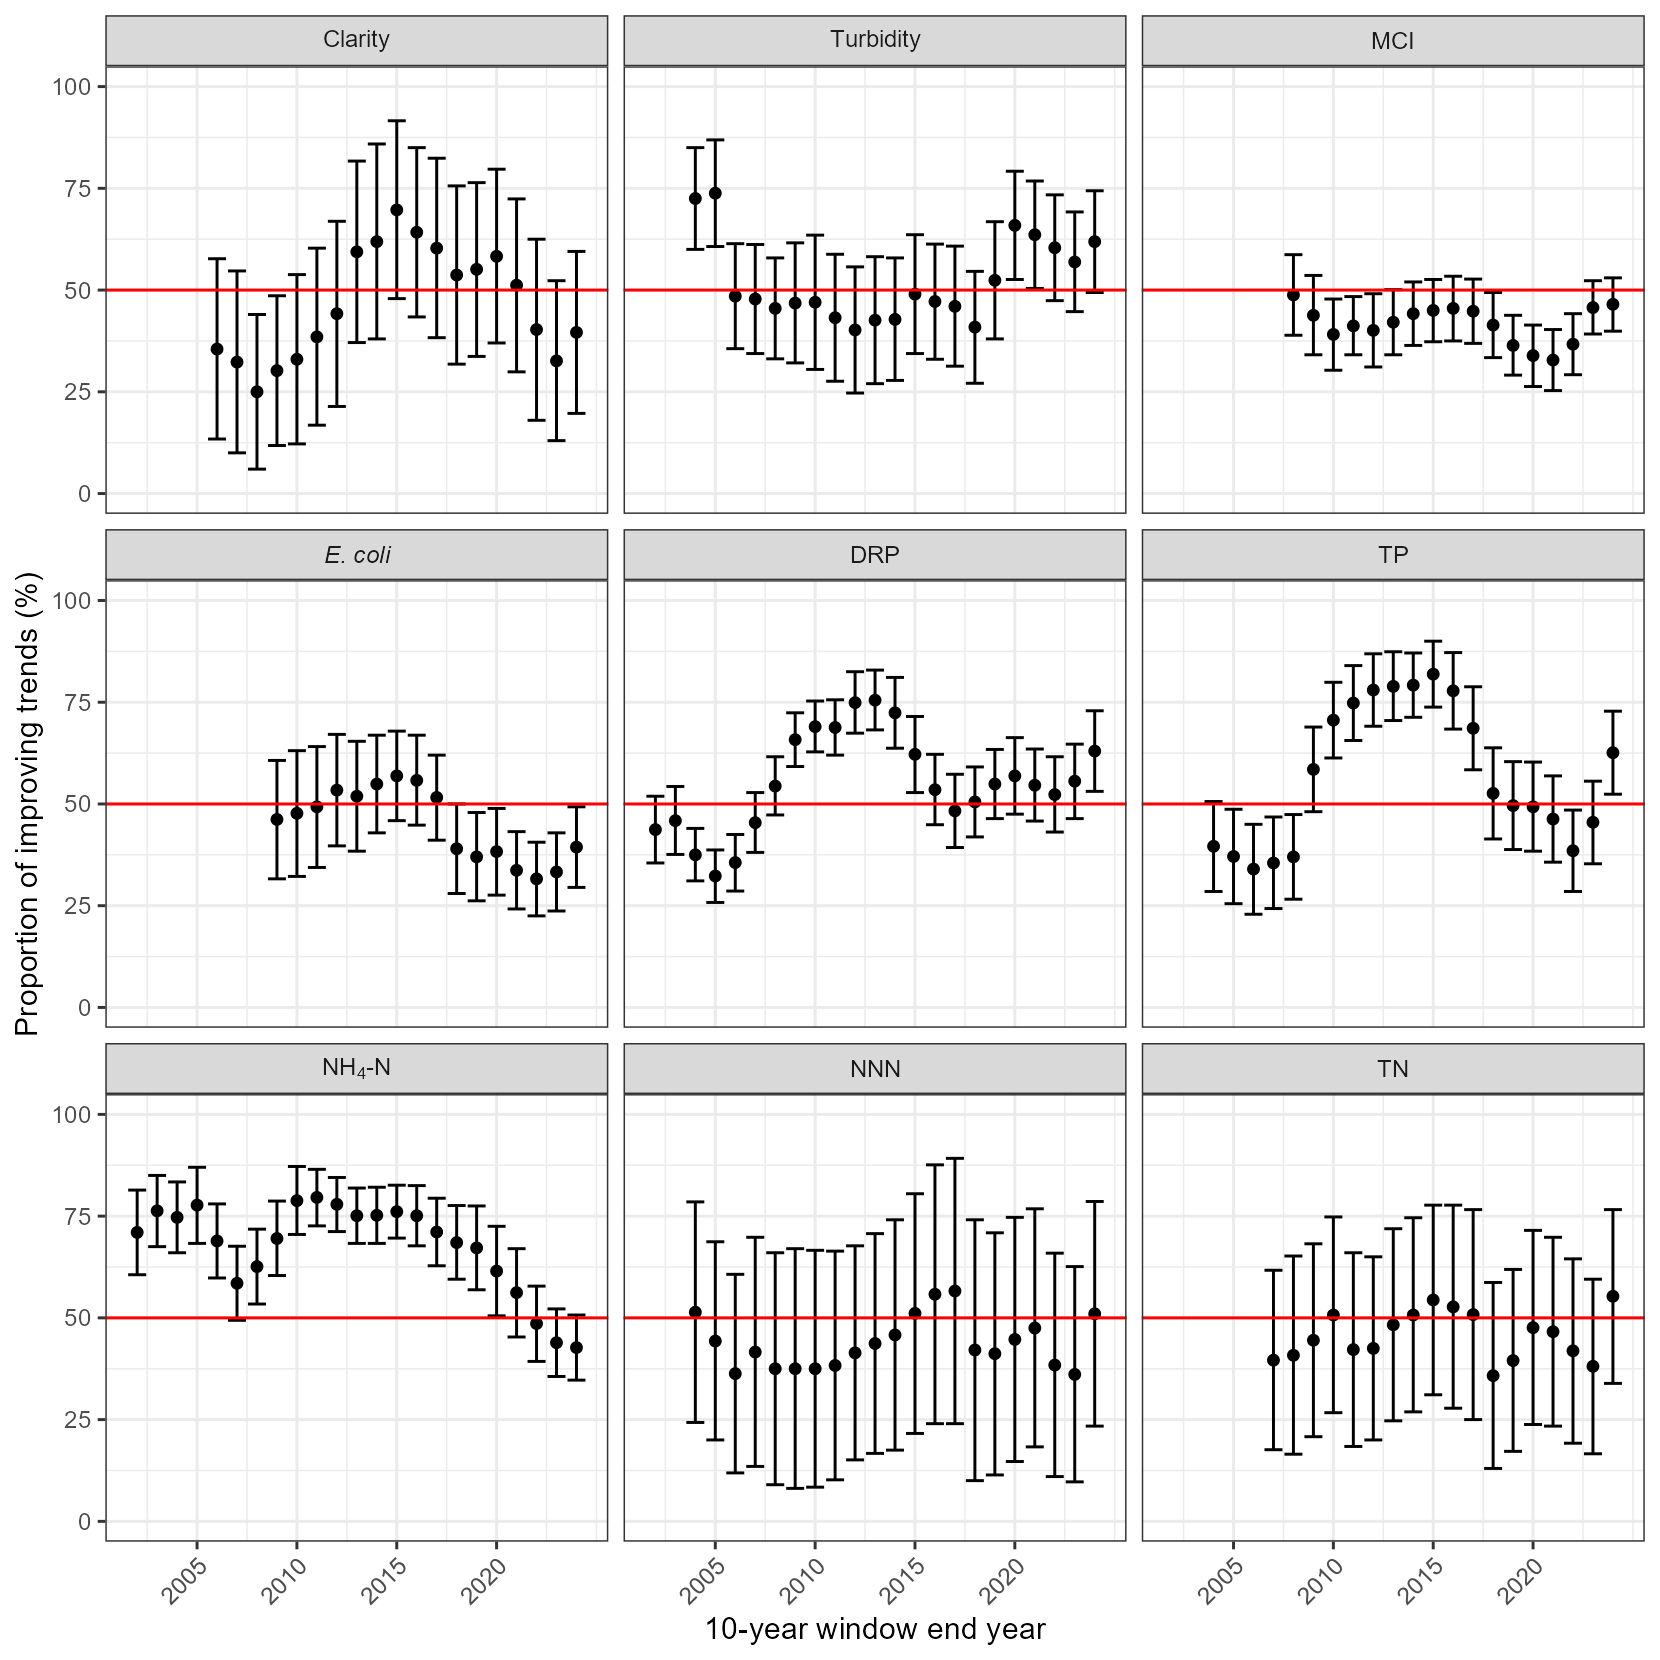 Clarity Turbidity MCI
100
75
50
25
0
E. coli DRP TP
100
75
50
25
0
NH₄-N NNN TN
100
75
50
25
0
2005 2010 2015 2020 2005 2010 2015 2020 2005 2010 2015 2020
10-year window end year
Proportion of improving trends (%)